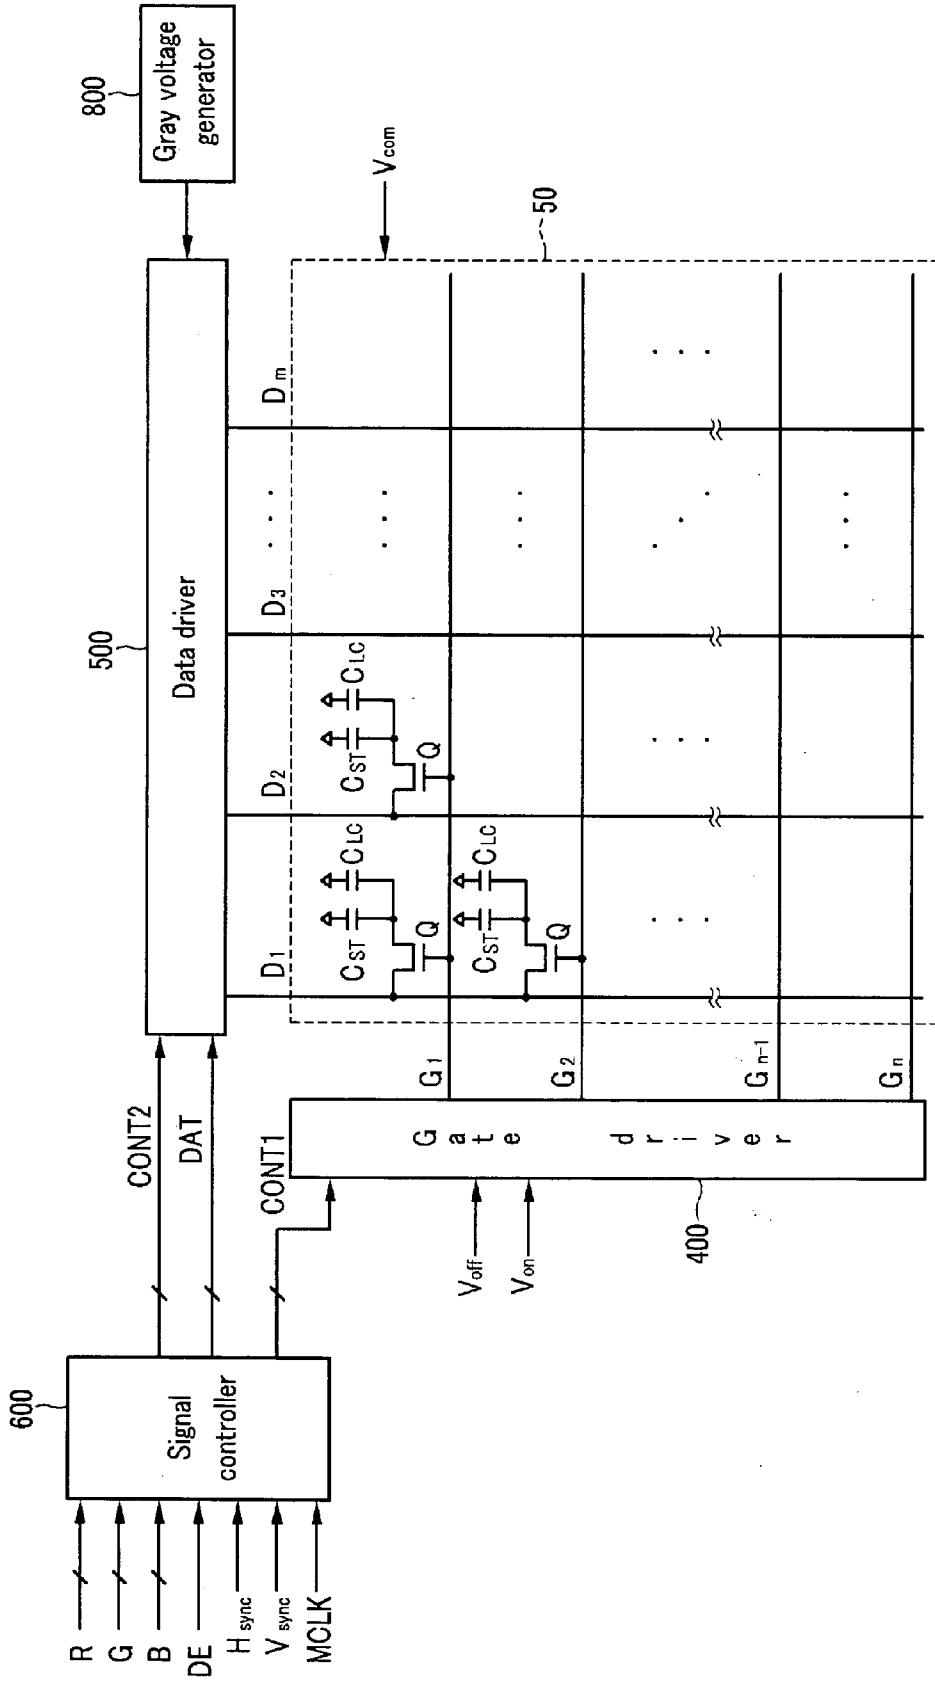 600
R
G
B
DE
Hsync
Vsync
MCLK
Signal
controller
CONT2
DAT
CONT1
500
Data driver
800
Gray voltage
generator
Vcom
50
D1
D2
D3
. . .
Dm
CST
CLC
Q
CST
CLC
Q
CST
CLC
Q
Voff
Von
400
Gate driver
G1
G2
Gn-1
Gn